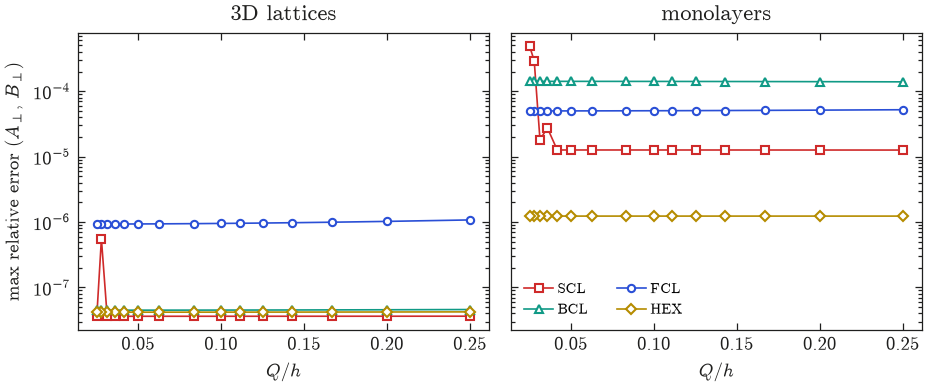 3D lattices
monolayers
max relative error (A⊥, B⊥)
10⁻⁴
10⁻⁵
10⁻⁶
10⁻⁷
SCL
FCL
BCL
HEX
0.05 0.10 0.15 0.20 0.25
0.05 0.10 0.15 0.20 0.25
Q/h
Q/h